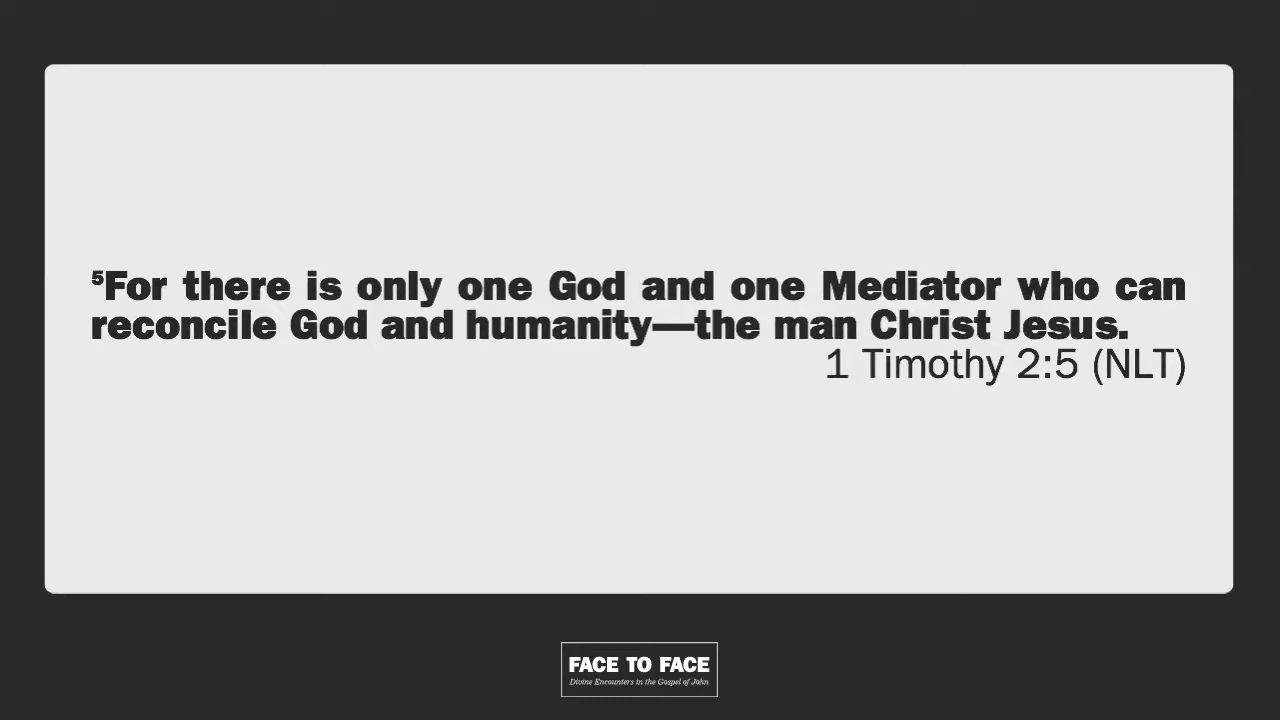 ⁵For there is only one God and one Mediator who can
reconcile God and humanity—the man Christ Jesus.
1 Timothy 2:5 (NLT)
FACE TO FACE
Divine Encounters in the Gospel of John